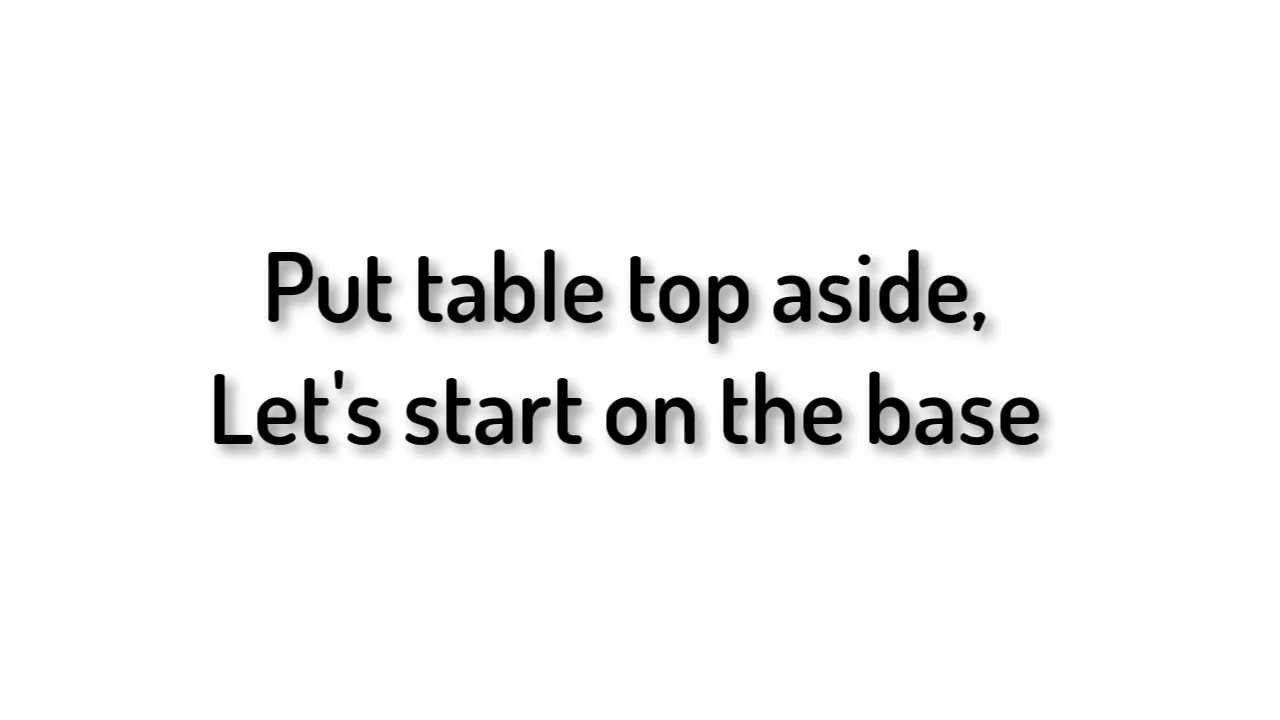 Put table top aside,
Let's start on the base